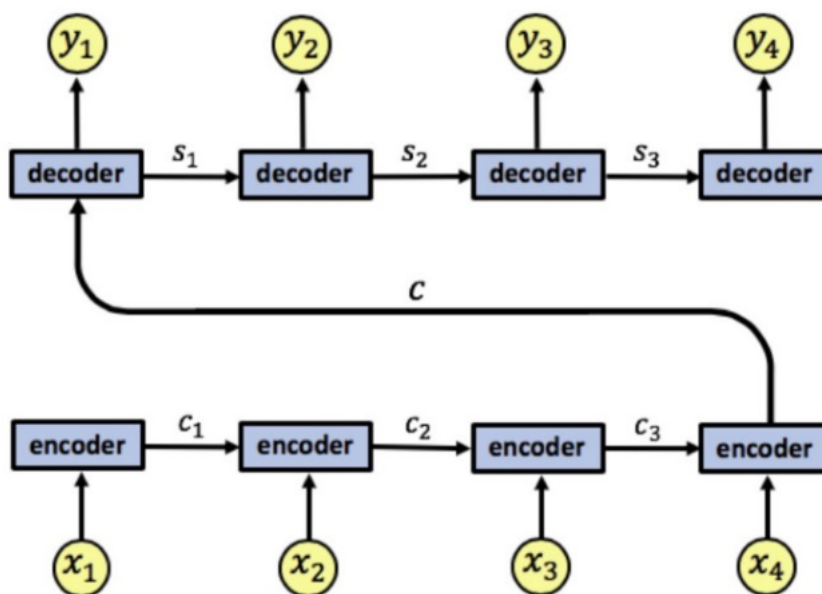 y₁ y₂ y₃ y₄
s₁ s₂ s₃
decoder decoder decoder decoder
c
c₁ c₂ c₃
encoder encoder encoder encoder
x₁ x₂ x₃ x₄